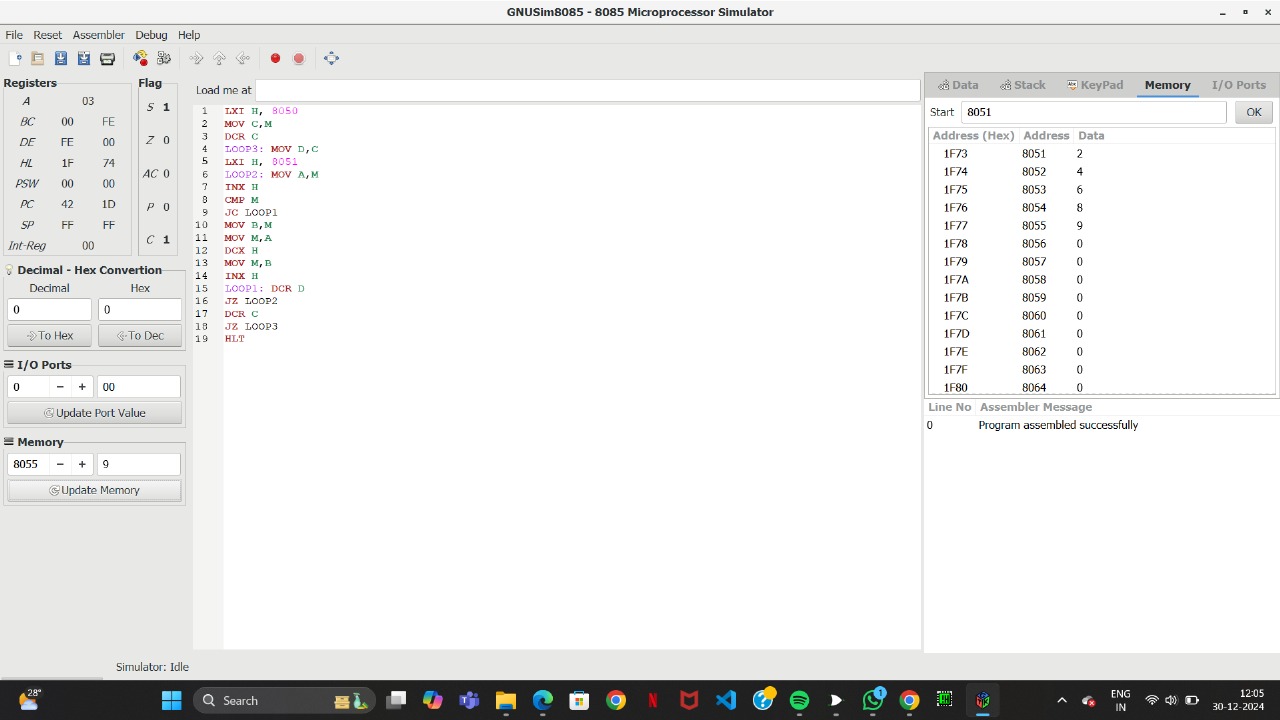 GNUSim8085 - 8085 Microprocessor Simulator
File Reset Assembler Debug Help
Registers Flag
A 03
BC 00 FE
DE FE 00
HL 1F 74
PSW 00 00
PC 42 1D
SP FF FF
Int-Reg 00
S 1
Z 0
AC 0
P 0
C 1
Decimal - Hex Convertion
Decimal Hex
0 0
To Hex To Dec
I/O Ports
0 − + 00
Update Port Value
Memory
8055 − + 9
Update Memory
Load me at
1 LXI H, 8050
2 MOV C,M
3 DCR C
4 LOOP3: MOV D,C
5 LXI H, 8051
6 LOOP2: MOV A,M
7 INX H
8 CMP M
9 JC LOOP1
10 MOV B,M
11 MOV M,A
12 DCX H
13 MOV M,B
14 INX H
15 LOOP1: DCR D
16 JZ LOOP2
17 DCR C
18 JZ LOOP3
19 HLT
Data Stack KeyPad Memory I/O Ports
Start 8051 OK
Address (Hex) Address Data
1F73 8051 2
1F74 8052 4
1F75 8053 6
1F76 8054 8
1F77 8055 9
1F78 8056 0
1F79 8057 0
1F7A 8058 0
1F7B 8059 0
1F7C 8060 0
1F7D 8061 0
1F7E 8062 0
1F7F 8063 0
1F80 8064 0
Line No Assembler Message
0 Program assembled successfully
Simulator: Idle
28°
Search
1
ENG
IN
12:05
30-12-2024